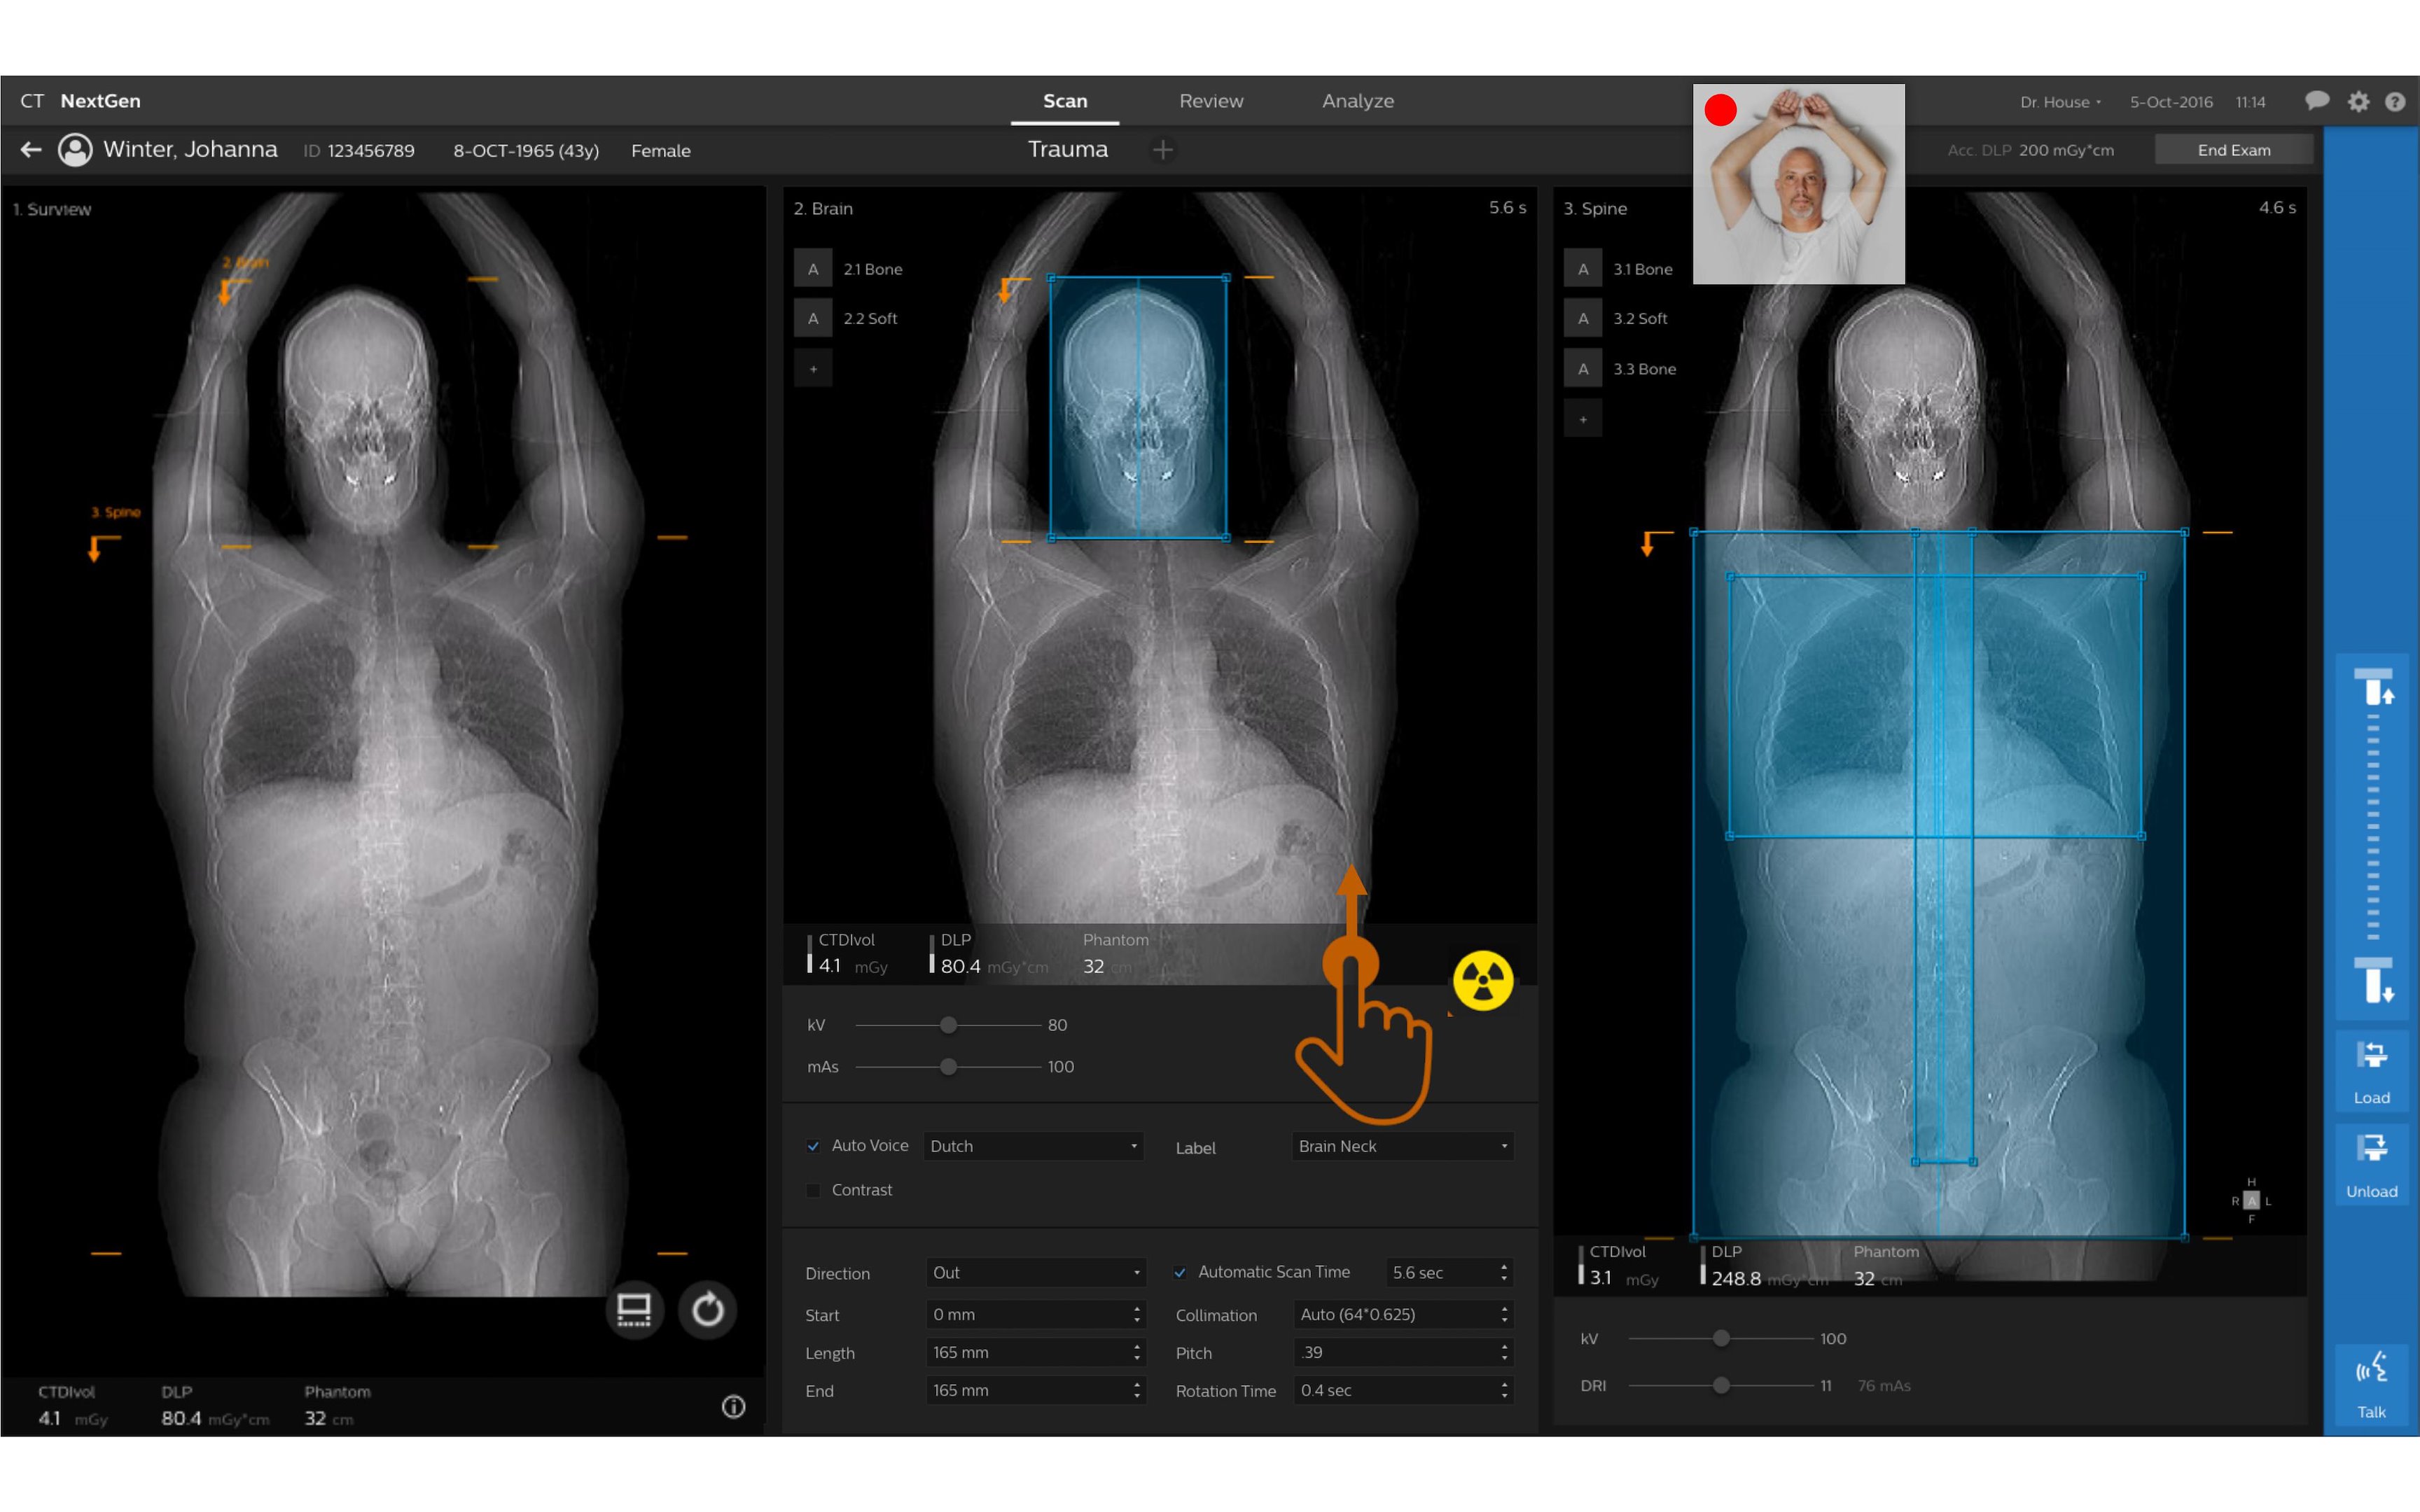 CT NextGen Scan Review Analyze Dr. House 5-Oct-2016 11:14 ?
Winter, Johanna ID 123456789 8-OCT-1965 (43y) Female Trauma + Acc. DLP 200 mGy*cm End Exam
1. Surview
2. Brain
3. Spine
CTDIvol DLP Phantom
4.1 mGy 80.4 mGy*cm 32 cm
2. Brain 5.6 s
A 2.1 Bone
A 2.2 Soft
+
CTDIvol DLP Phantom
4.1 mGy 80.4 mGy*cm 32 cm
kV 80
mAs 100
Auto Voice Dutch Label Brain Neck
Contrast
Direction Out Automatic Scan Time 5.6 sec
Start 0 mm Collimation Auto (64*0.625)
Length 165 mm Pitch .39
End 165 mm Rotation Time 0.4 sec
3. Spine 4.6 s
A 3.1 Bone
A 3.2 Soft
A 3.3 Bone
+
H
R A L
F
CTDIvol DLP Phantom
3.1 mGy 248.8 mGy*cm 32 cm
kV 100
DRI 11 76 mAs
Load
Unload
Talk